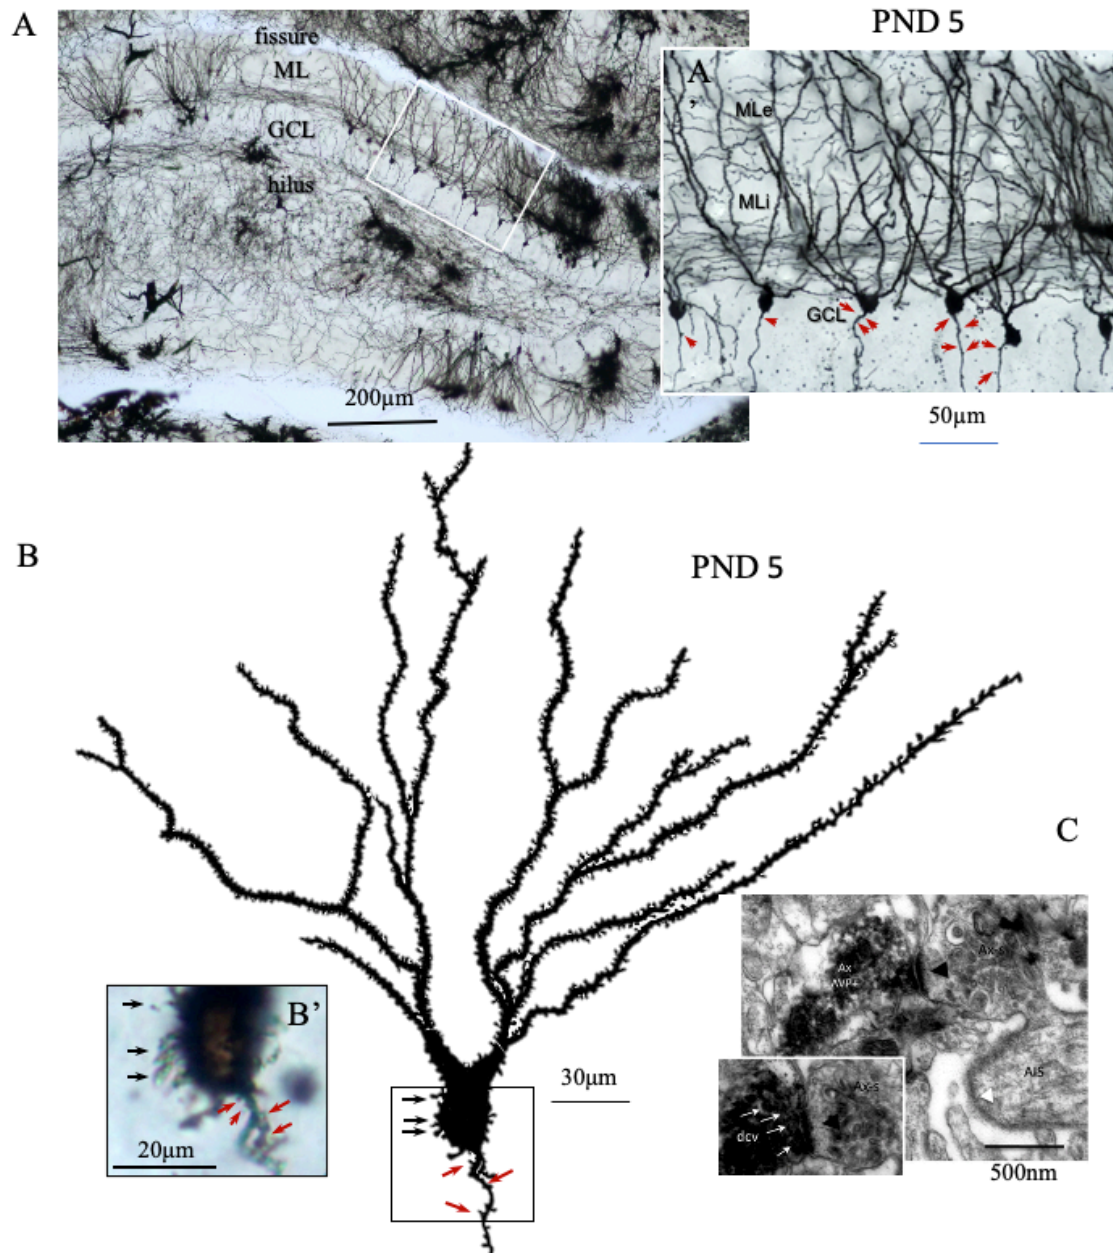 A
PND 5
fissure
ML
GCL
hilus
200µm
A
'
MLe
MLi
GCL
50µm
B
PND 5
C
B'
20µm
30µm
Ax
AVP+
Ax-s
AIS
Ax-s
dcv
500nm